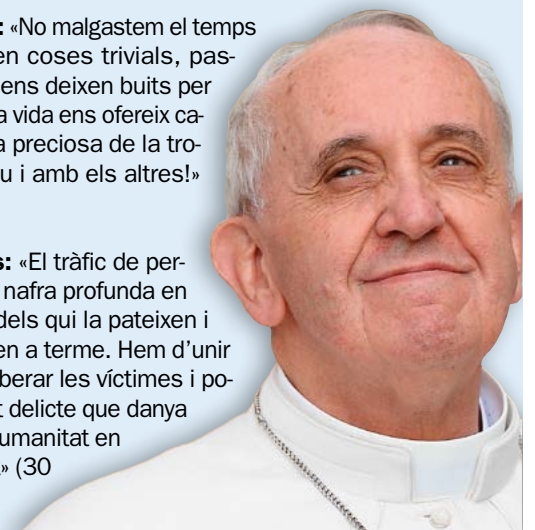 : «No malgastem el temps
en coses trivials, pas-
ens deixen buits per
a vida ens ofereix ca-
a preciosa de la tro-
u i amb els altres!»
s: «El tràfic de per-
nafra profunda en
dels qui la pateixen i
en a terme. Hem d'unir
berar les víctimes i po-
t delicte que danya
umanitat en
» (30